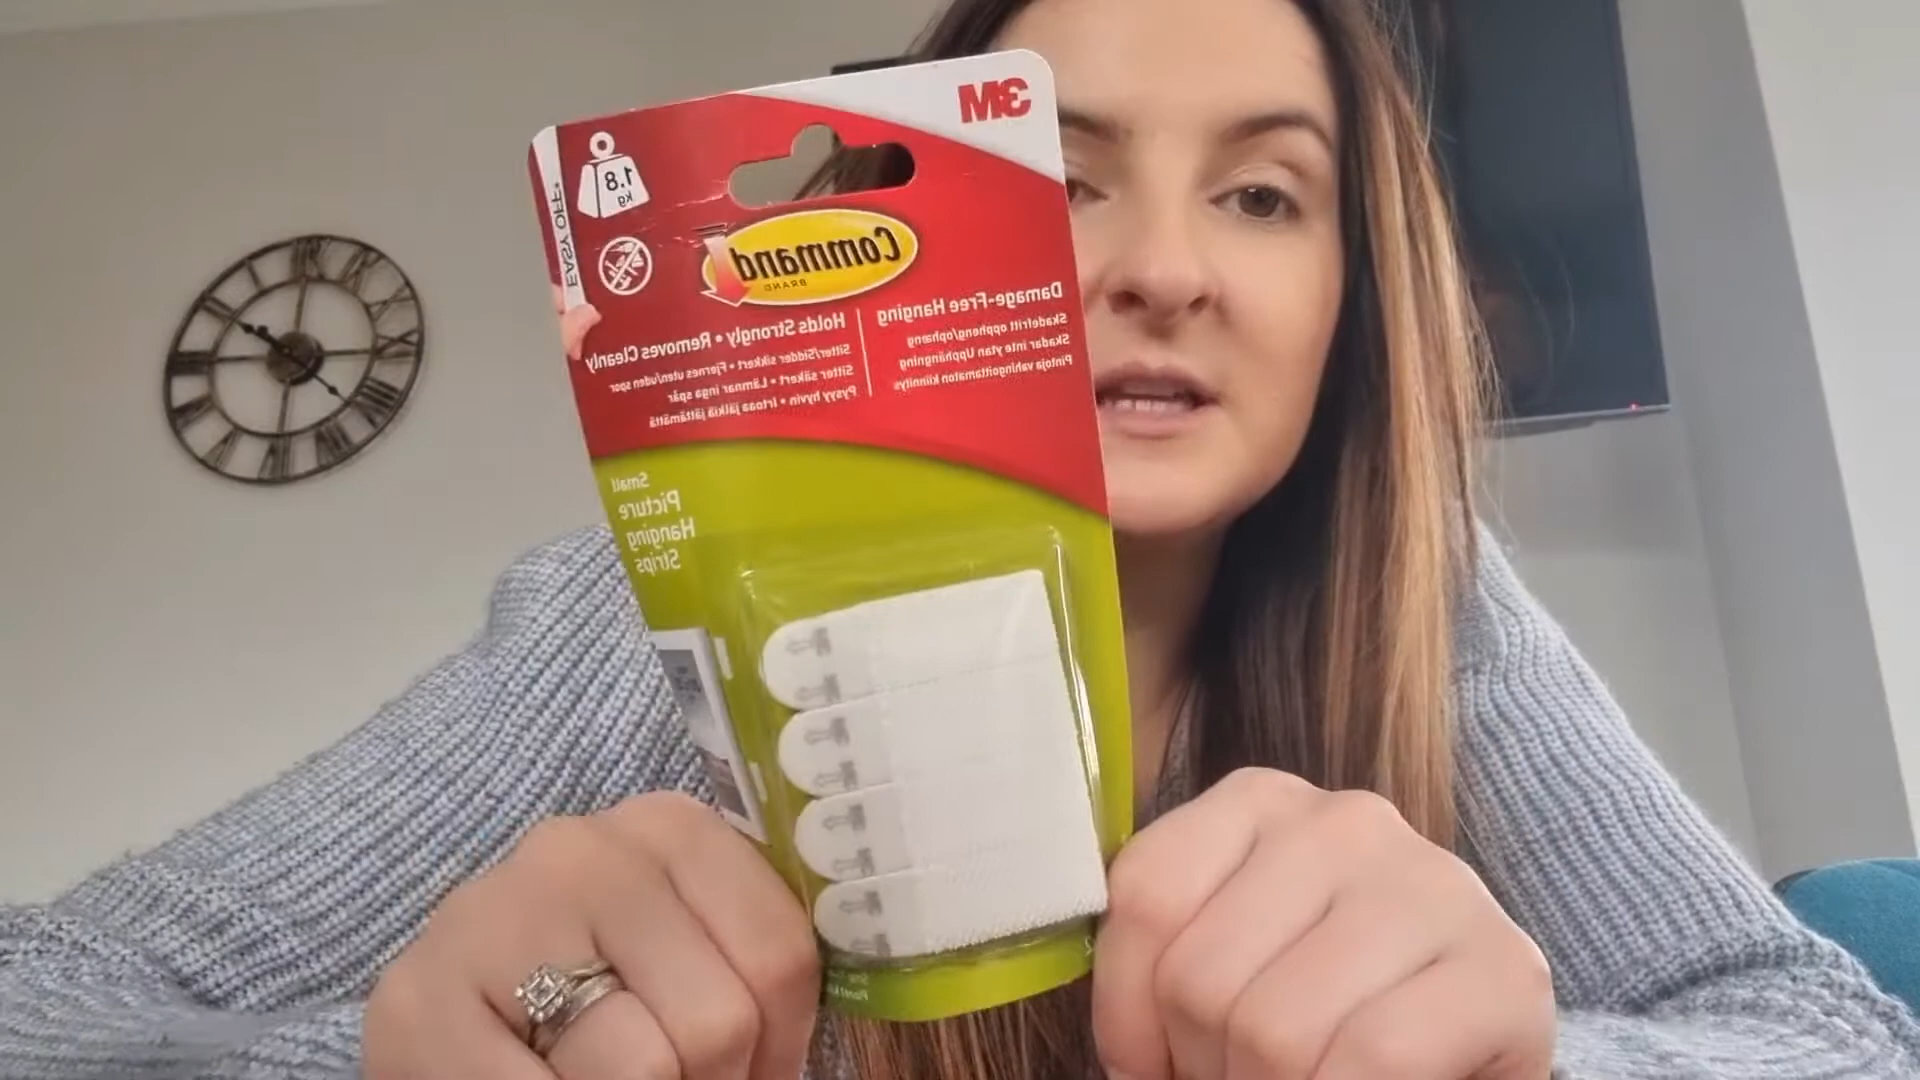 3M
1.8
kg
EASY OFF
Command
BRAND
Damage-Free Hanging
Skadefritt oppheng/ophæng
Skadar inte ytan Upphängning
Pintoja vahingoittamaton kiinnitys
Holds Strongly • Removes Cleanly
Sitter/Sidder sikkert • Fjernes uten/uden spor
Sitter säkert • Lämnar inga spår
Pysyy hyvin • Irtoaa jälkiä jättämättä
Small
Picture
Hanging
Strips